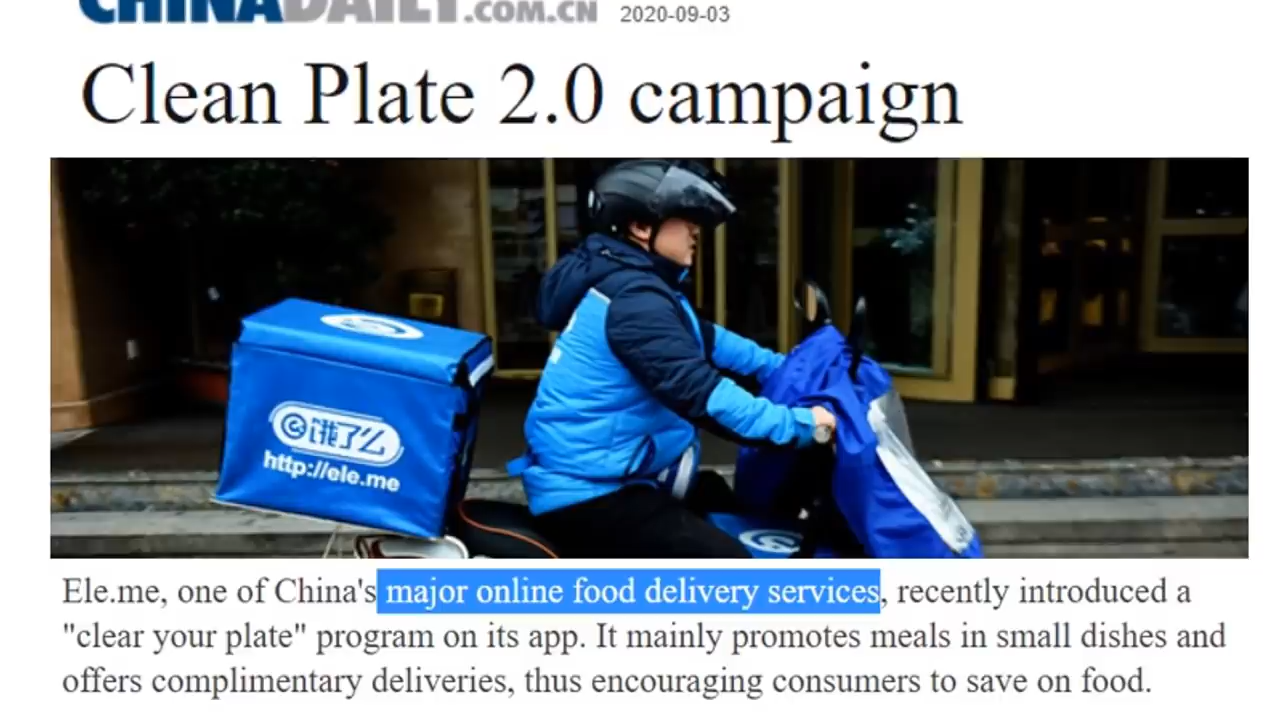 CHINADAILY.COM.CN 2020-09-03
Clean Plate 2.0 campaign
饿了么
http://ele.me
Ele.me, one of China's major online food delivery services, recently introduced a
"clear your plate" program on its app. It mainly promotes meals in small dishes and
offers complimentary deliveries, thus encouraging consumers to save on food.